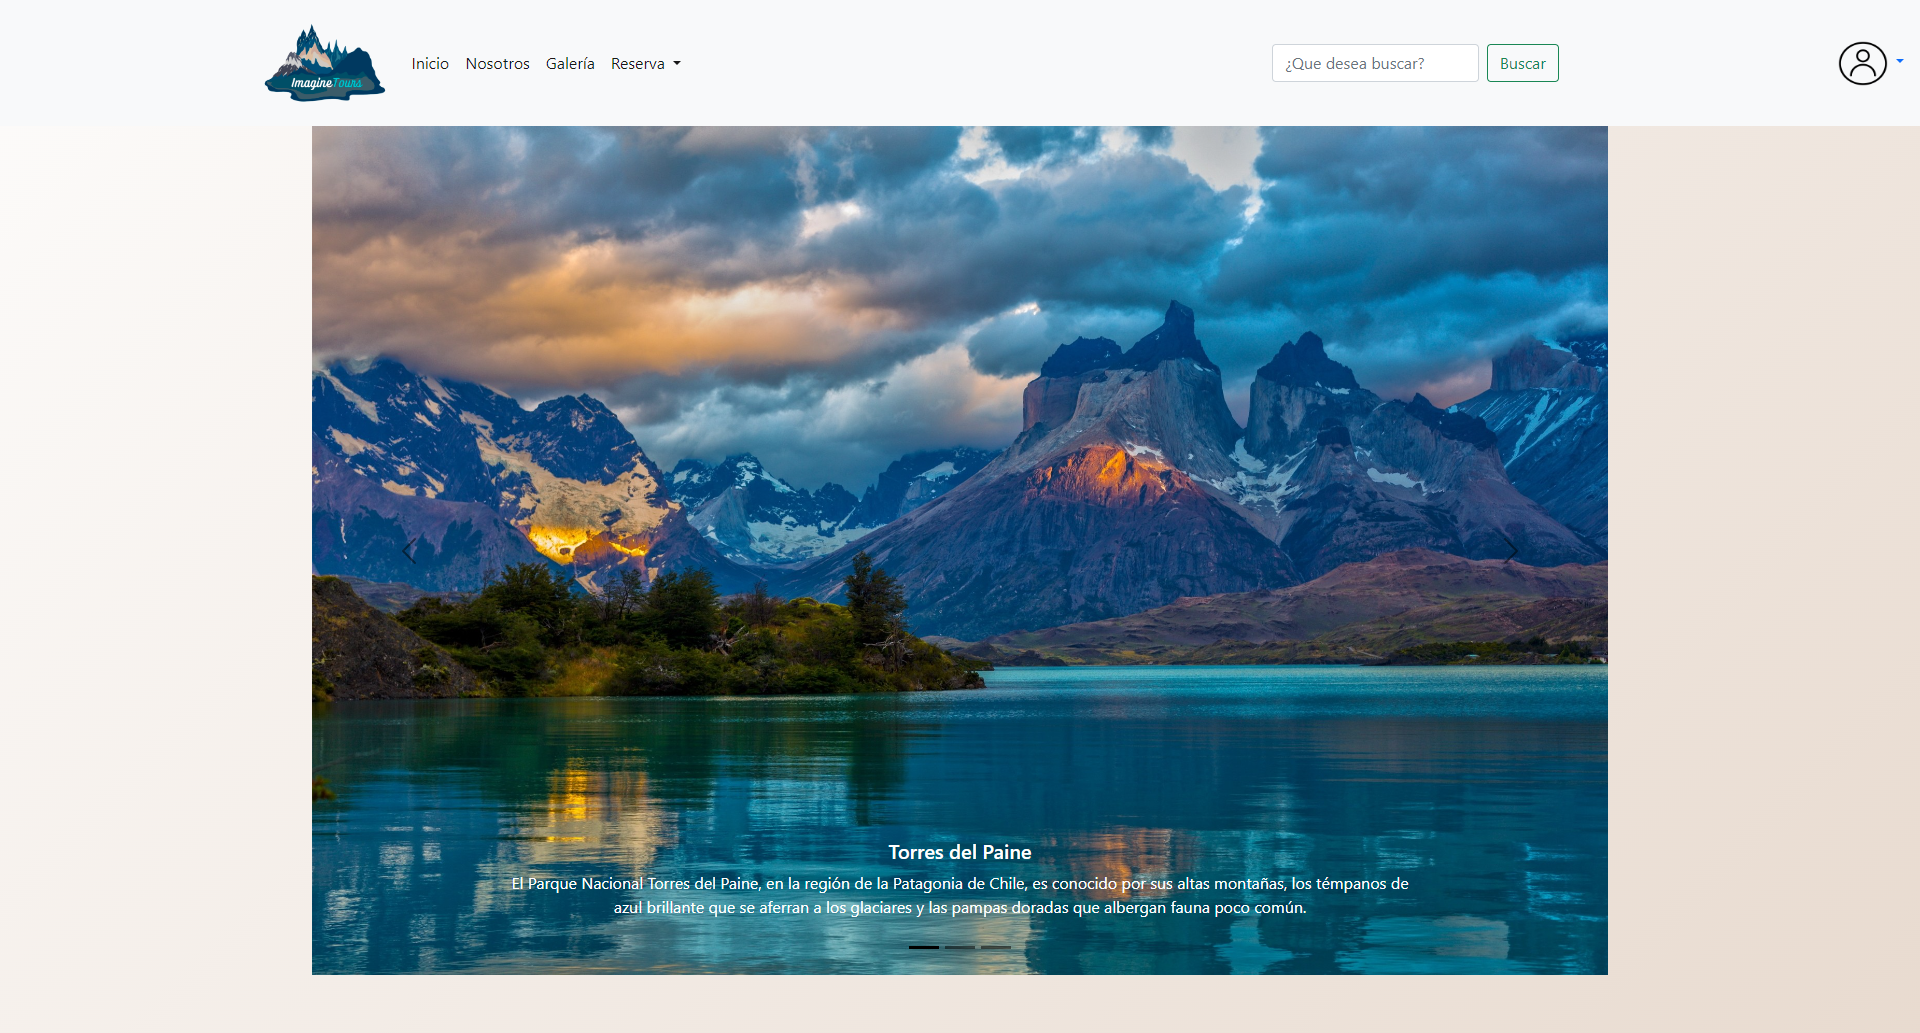 ImagineTours
Inicio
Nosotros
Galería
Reserva
¿Que desea buscar?
Buscar
Torres del Paine
El Parque Nacional Torres del Paine, en la región de la Patagonia de Chile, es conocido por sus altas montañas, los témpanos de
azul brillante que se aferran a los glaciares y las pampas doradas que albergan fauna poco común.